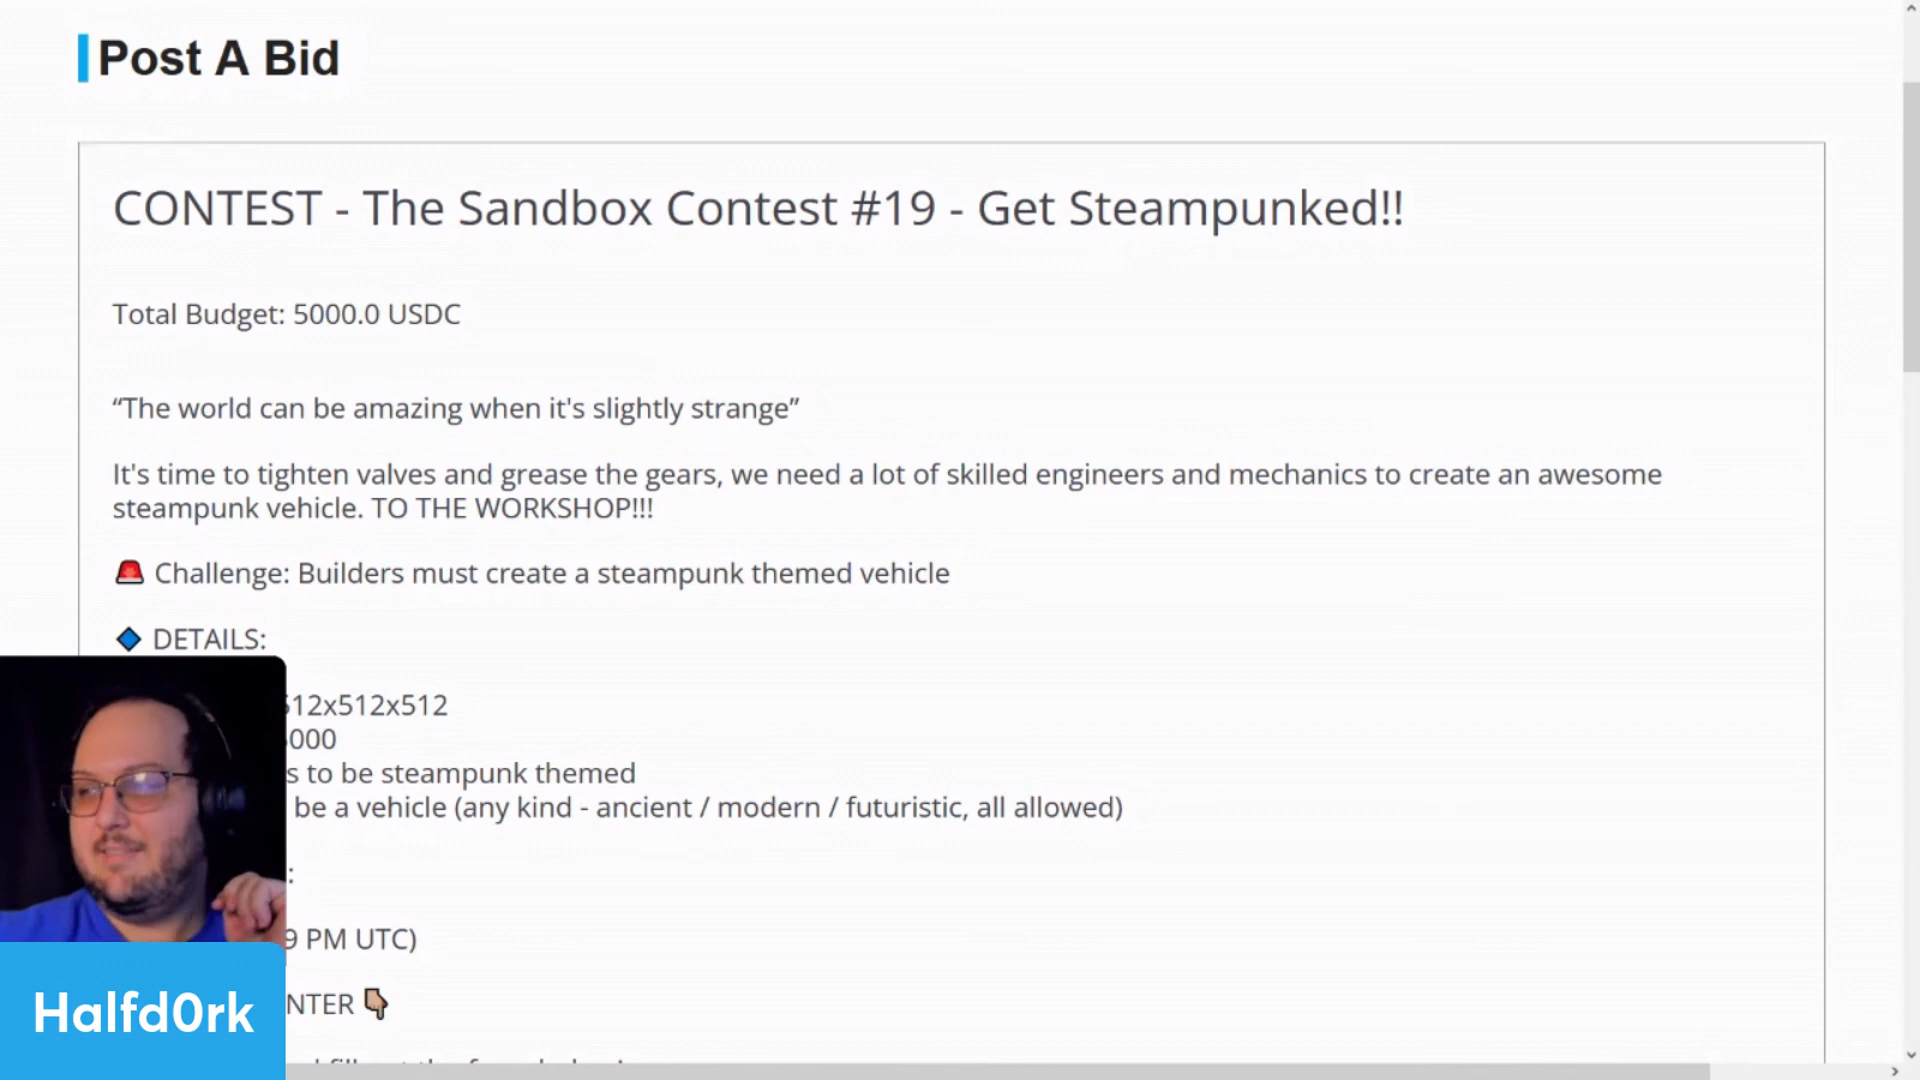 Post A Bid
CONTEST - The Sandbox Contest #19 - Get Steampunked!!
Total Budget: 5000.0 USDC
“The world can be amazing when it's slightly strange”
It's time to tighten valves and grease the gears, we need a lot of skilled engineers and mechanics to create an awesome
steampunk vehicle. TO THE WORKSHOP!!!
🚨 Challenge: Builders must create a steampunk themed vehicle
🔷 DETAILS:
512x512x512
000
s to be steampunk themed
be a vehicle (any kind - ancient / modern / futuristic, all allowed)
:
9 PM UTC)
NTER 👇
Halfd0rk